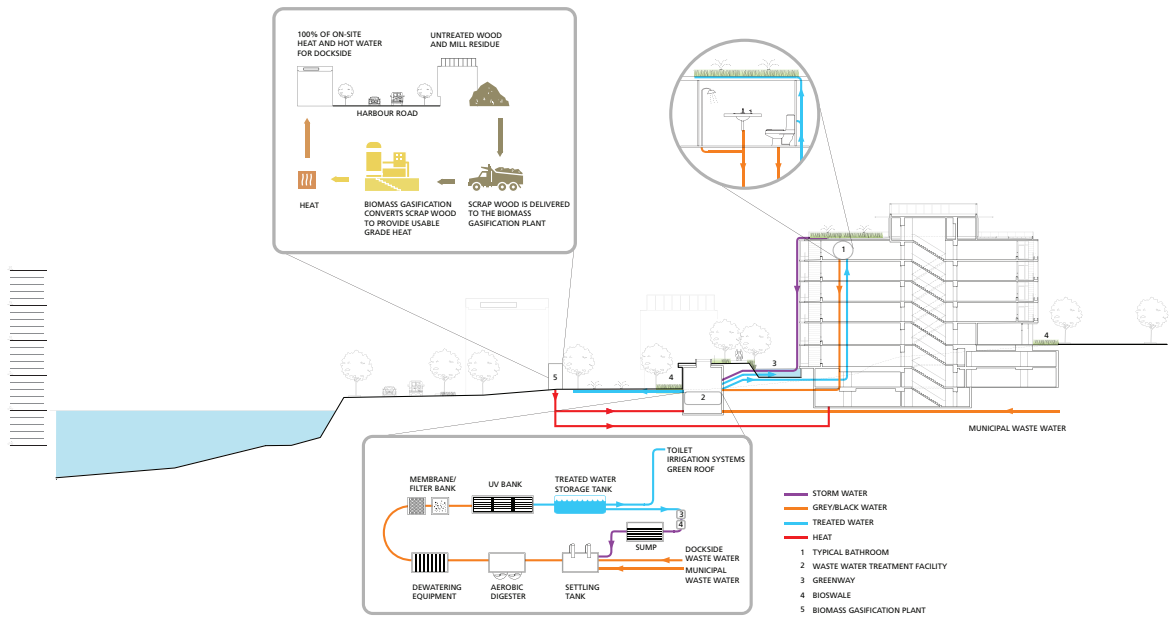 100% OF ON-SITE
HEAT AND HOT WATER
FOR DOCKSIDE
UNTREATED WOOD
AND MILL RESIDUE
HARBOUR ROAD
HEAT
BIOMASS GASIFICATION
CONVERTS SCRAP WOOD
TO PROVIDE USABLE
GRADE HEAT
SCRAP WOOD IS DELIVERED
TO THE BIOMASS
GASIFICATION PLANT
1
1
4
3
5
4
2
MUNICIPAL WASTE WATER
TOILET
IRRIGATION SYSTEMS
GREEN ROOF
MEMBRANE/
FILTER BANK
UV BANK
TREATED WATER
STORAGE TANK
3
4
SUMP
DOCKSIDE
WASTE WATER
MUNICIPAL
WASTE WATER
DEWATERING
EQUIPMENT
AEROBIC
DIGESTER
SETTLING
TANK
STORM WATER
GREY/BLACK WATER
TREATED WATER
HEAT
1 TYPICAL BATHROOM
2 WASTE WATER TREATMENT FACILITY
3 GREENWAY
4 BIOSWALE
5 BIOMASS GASIFICATION PLANT